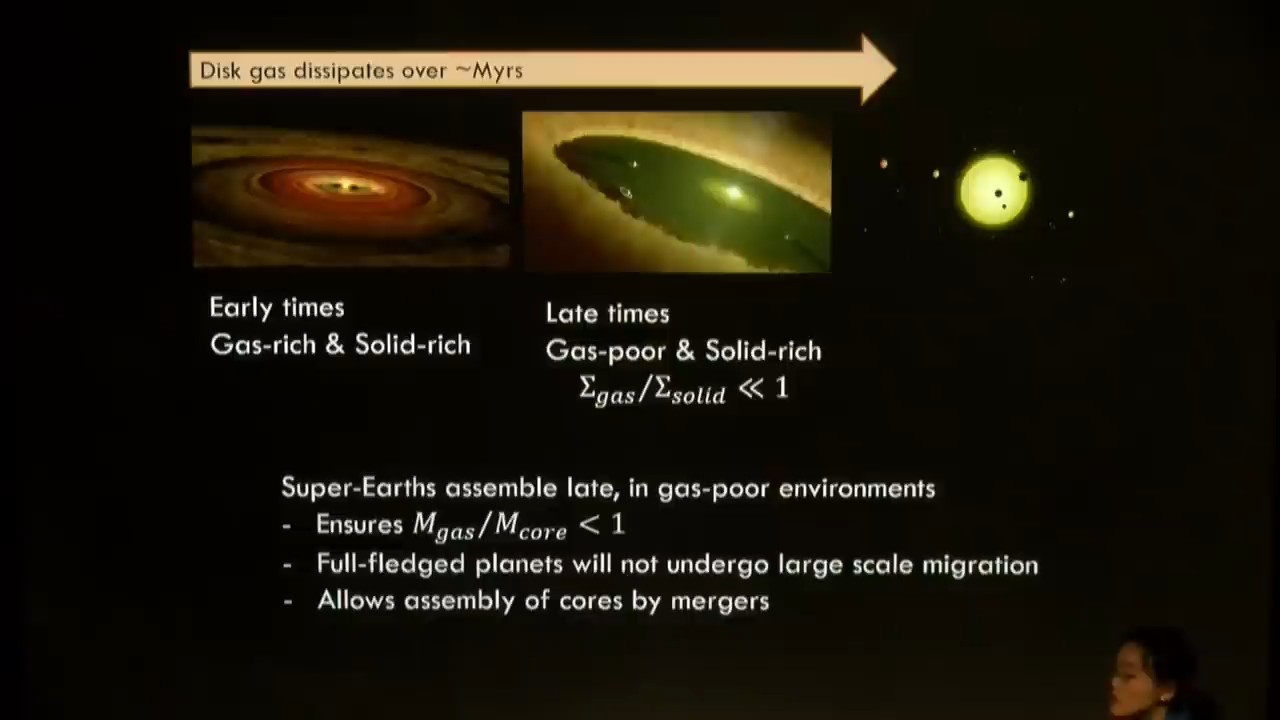 Disk gas dissipates over ~Myrs
Early times
Gas-rich & Solid-rich
Late times
Gas-poor & Solid-rich
Σgas/Σsolid ≪ 1
Super-Earths assemble late, in gas-poor environments
- Ensures Mgas/Mcore < 1
- Full-fledged planets will not undergo large scale migration
- Allows assembly of cores by mergers